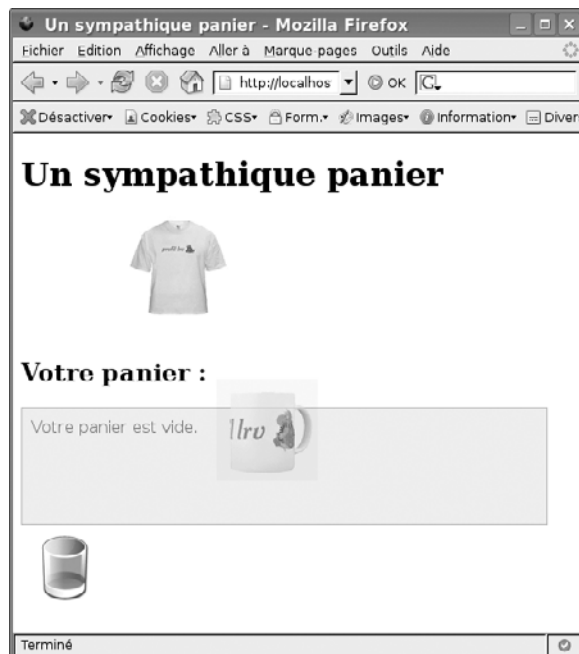 Un sympathique panier - Mozilla Firefox
Fichier Edition Affichage Aller à Marque-pages Outils Aide
http://localhos OK G
Désactiver Cookies CSS Form. Images Information Diver
Un sympathique panier
Votre panier :
Votre panier est vide.
llrv
Terminé